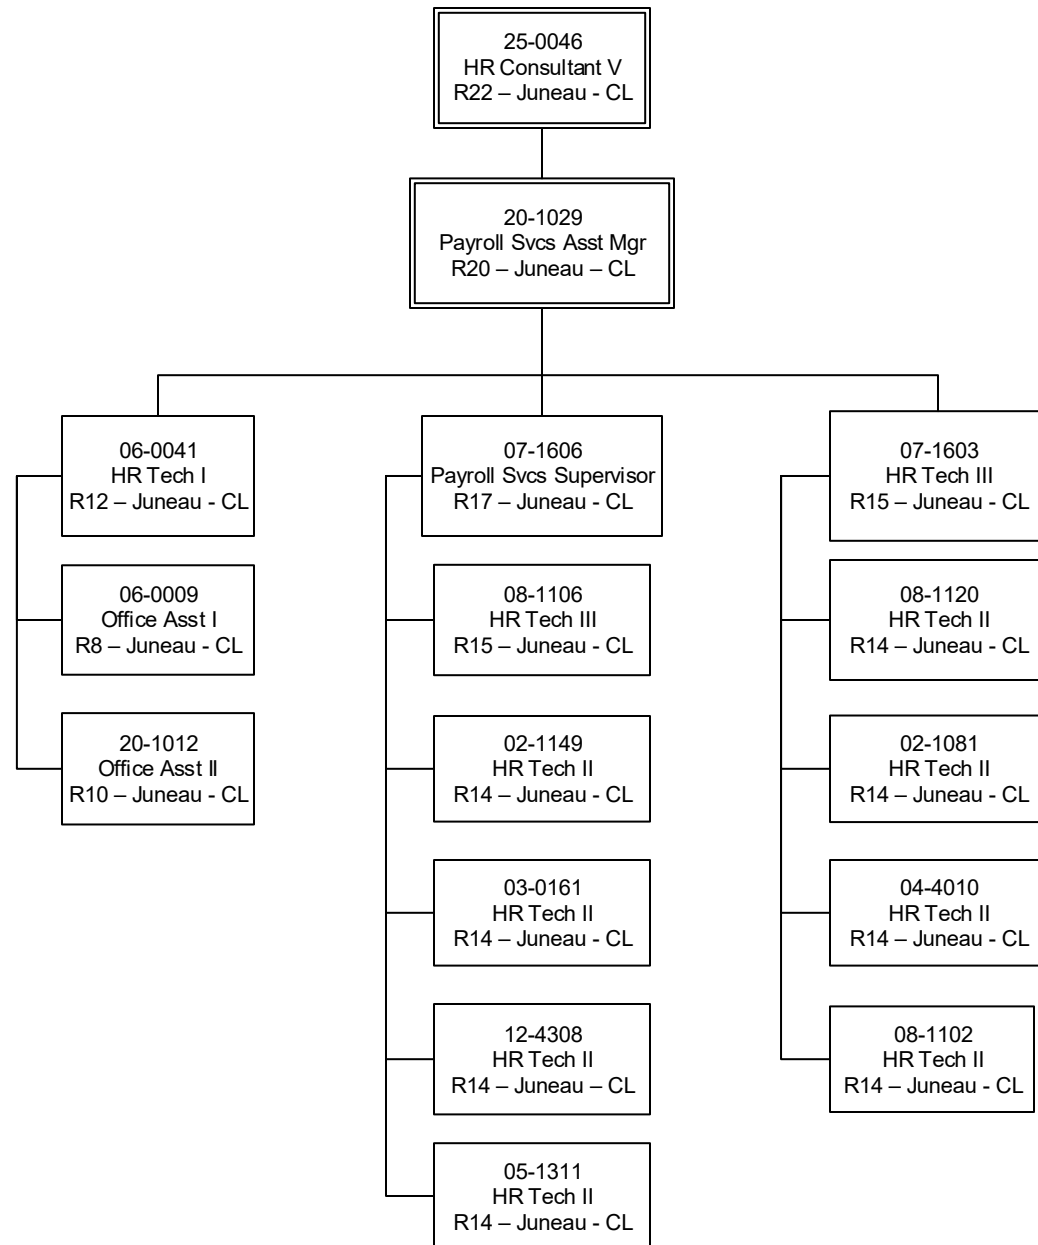 25-0046
HR Consultant V
R22 – Juneau - CL
20-1029
Payroll Svcs Asst Mgr
R20 – Juneau – CL
06-0041
HR Tech I
R12 – Juneau - CL
06-0009
Office Asst I
R8 – Juneau - CL
20-1012
Office Asst II
R10 – Juneau - CL
07-1606
Payroll Svcs Supervisor
R17 – Juneau - CL
08-1106
HR Tech III
R15 – Juneau - CL
02-1149
HR Tech II
R14 – Juneau - CL
03-0161
HR Tech II
R14 – Juneau - CL
12-4308
HR Tech II
R14 – Juneau – CL
05-1311
HR Tech II
R14 – Juneau - CL
07-1603
HR Tech III
R15 – Juneau - CL
08-1120
HR Tech II
R14 – Juneau - CL
02-1081
HR Tech II
R14 – Juneau - CL
04-4010
HR Tech II
R14 – Juneau - CL
08-1102
HR Tech II
R14 – Juneau - CL